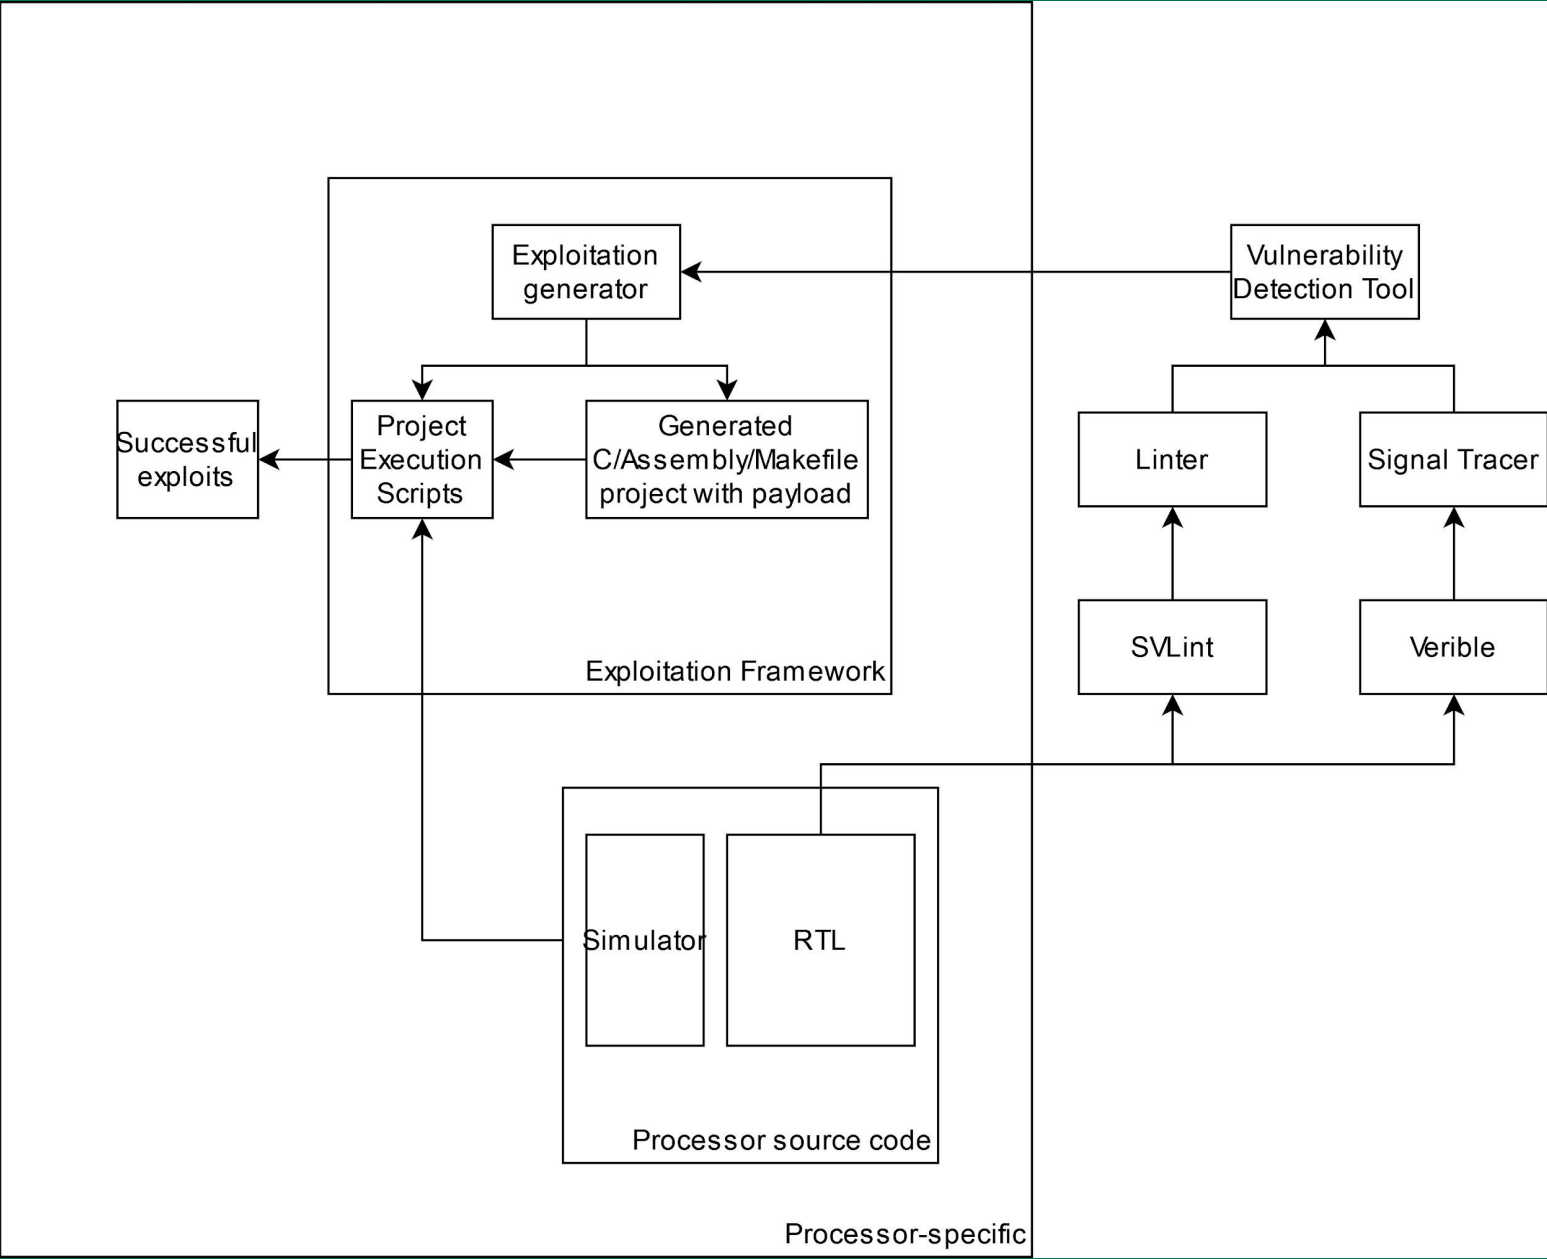 Exploitation
generator
Vulnerability
Detection Tool
Successful
exploits
Project
Execution
Scripts
Generated
C/Assembly/Makefile
project with payload
Linter
Signal Tracer
SVLint
Verible
Exploitation Framework
Simulator
RTL
Processor source code
Processor-specific